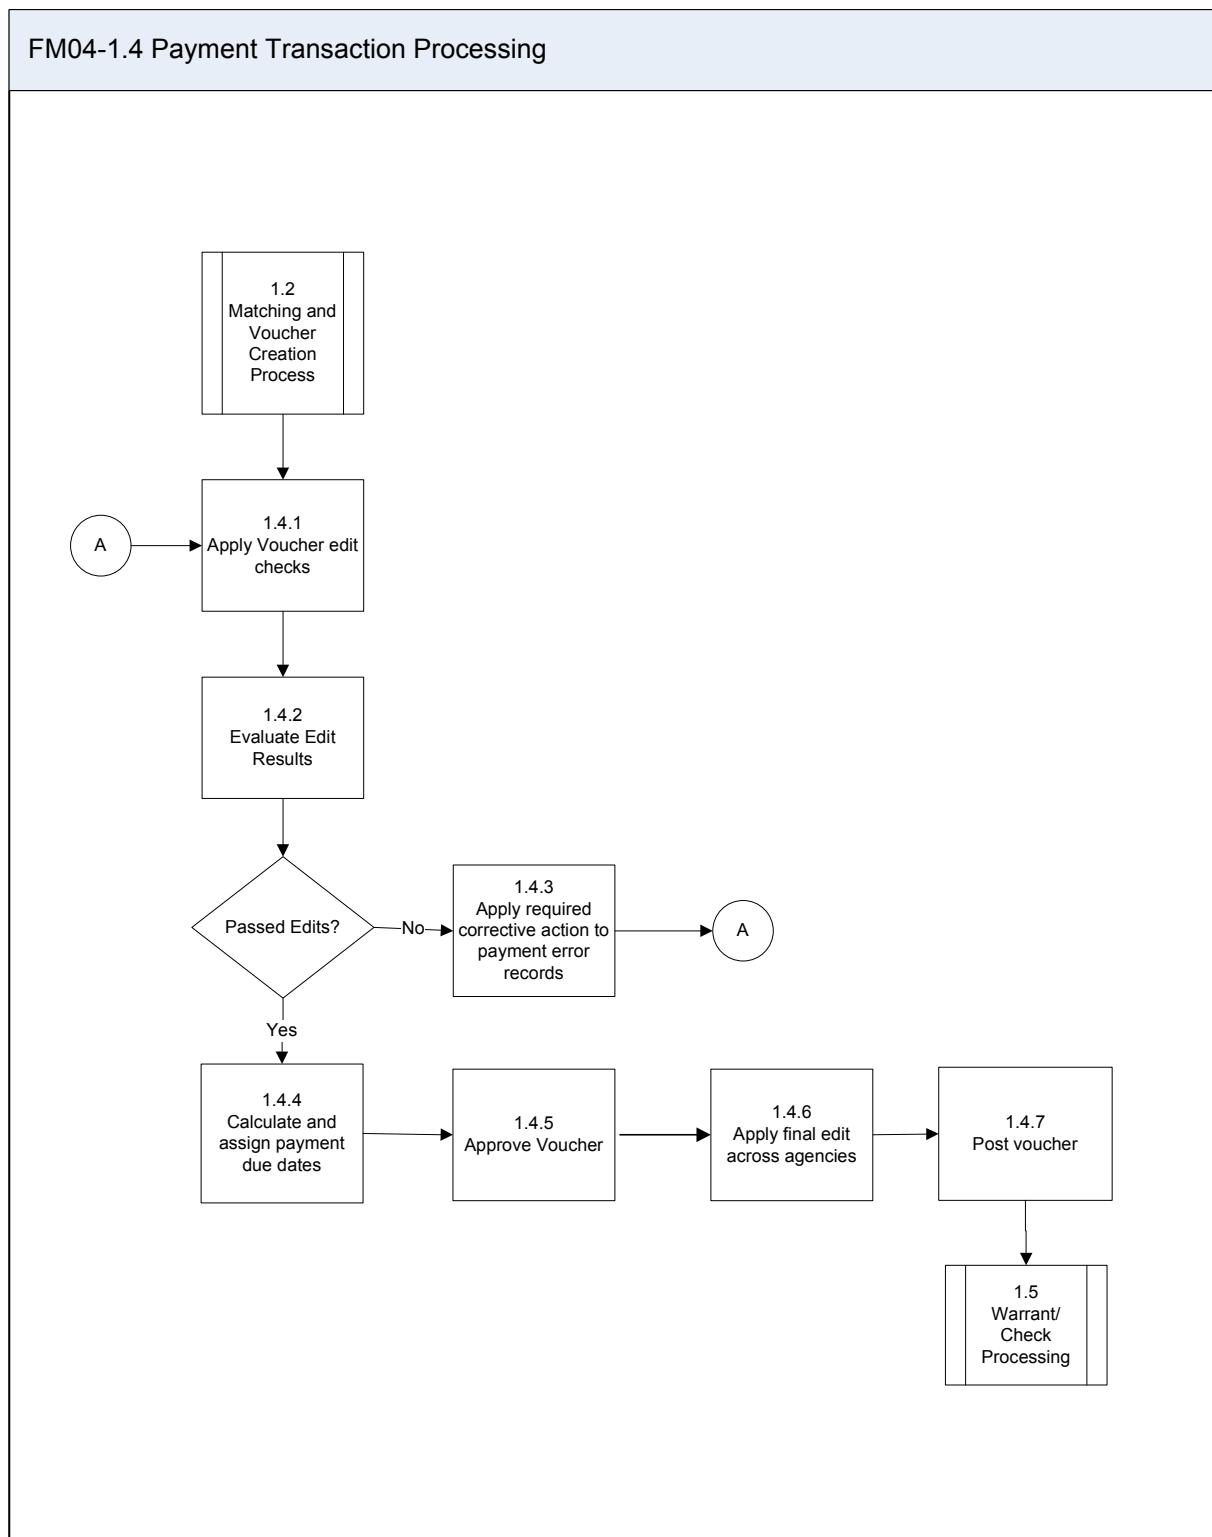 FM04-1.4 Payment Transaction Processing
1.2
Matching and
Voucher
Creation
Process
A
1.4.1
Apply Voucher edit
checks
1.4.2
Evaluate Edit
Results
Passed Edits?
No
1.4.3
Apply required
corrective action to
payment error
records
A
Yes
1.4.4
Calculate and
assign payment
due dates
1.4.5
Approve Voucher
1.4.6
Apply final edit
across agencies
1.4.7
Post voucher
1.5
Warrant/
Check
Processing